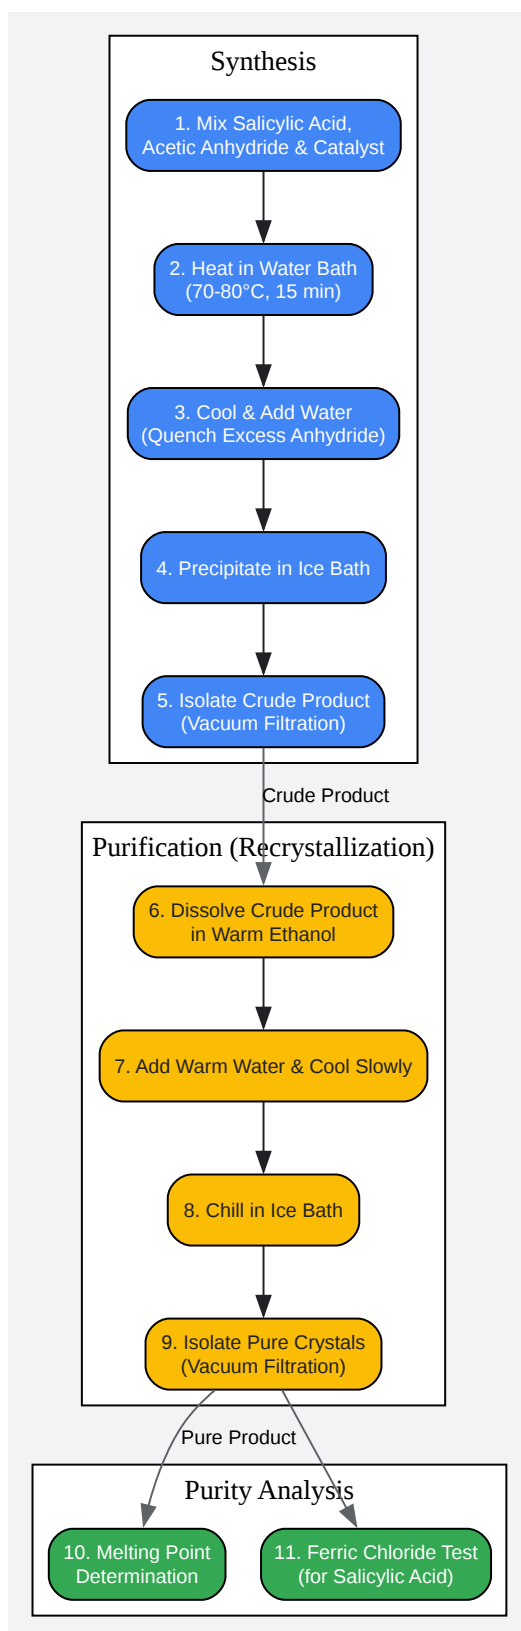 Synthesis
1. Mix Salicylic Acid,
Acetic Anhydride & Catalyst
2. Heat in Water Bath
(70-80°C, 15 min)
3. Cool & Add Water
(Quench Excess Anhydride)
4. Precipitate in Ice Bath
5. Isolate Crude Product
(Vacuum Filtration)
Crude Product
Purification (Recrystallization)
6. Dissolve Crude Product
in Warm Ethanol
7. Add Warm Water & Cool Slowly
8. Chill in Ice Bath
9. Isolate Pure Crystals
(Vacuum Filtration)
Pure Product
Purity Analysis
10. Melting Point
Determination
11. Ferric Chloride Test
(for Salicylic Acid)